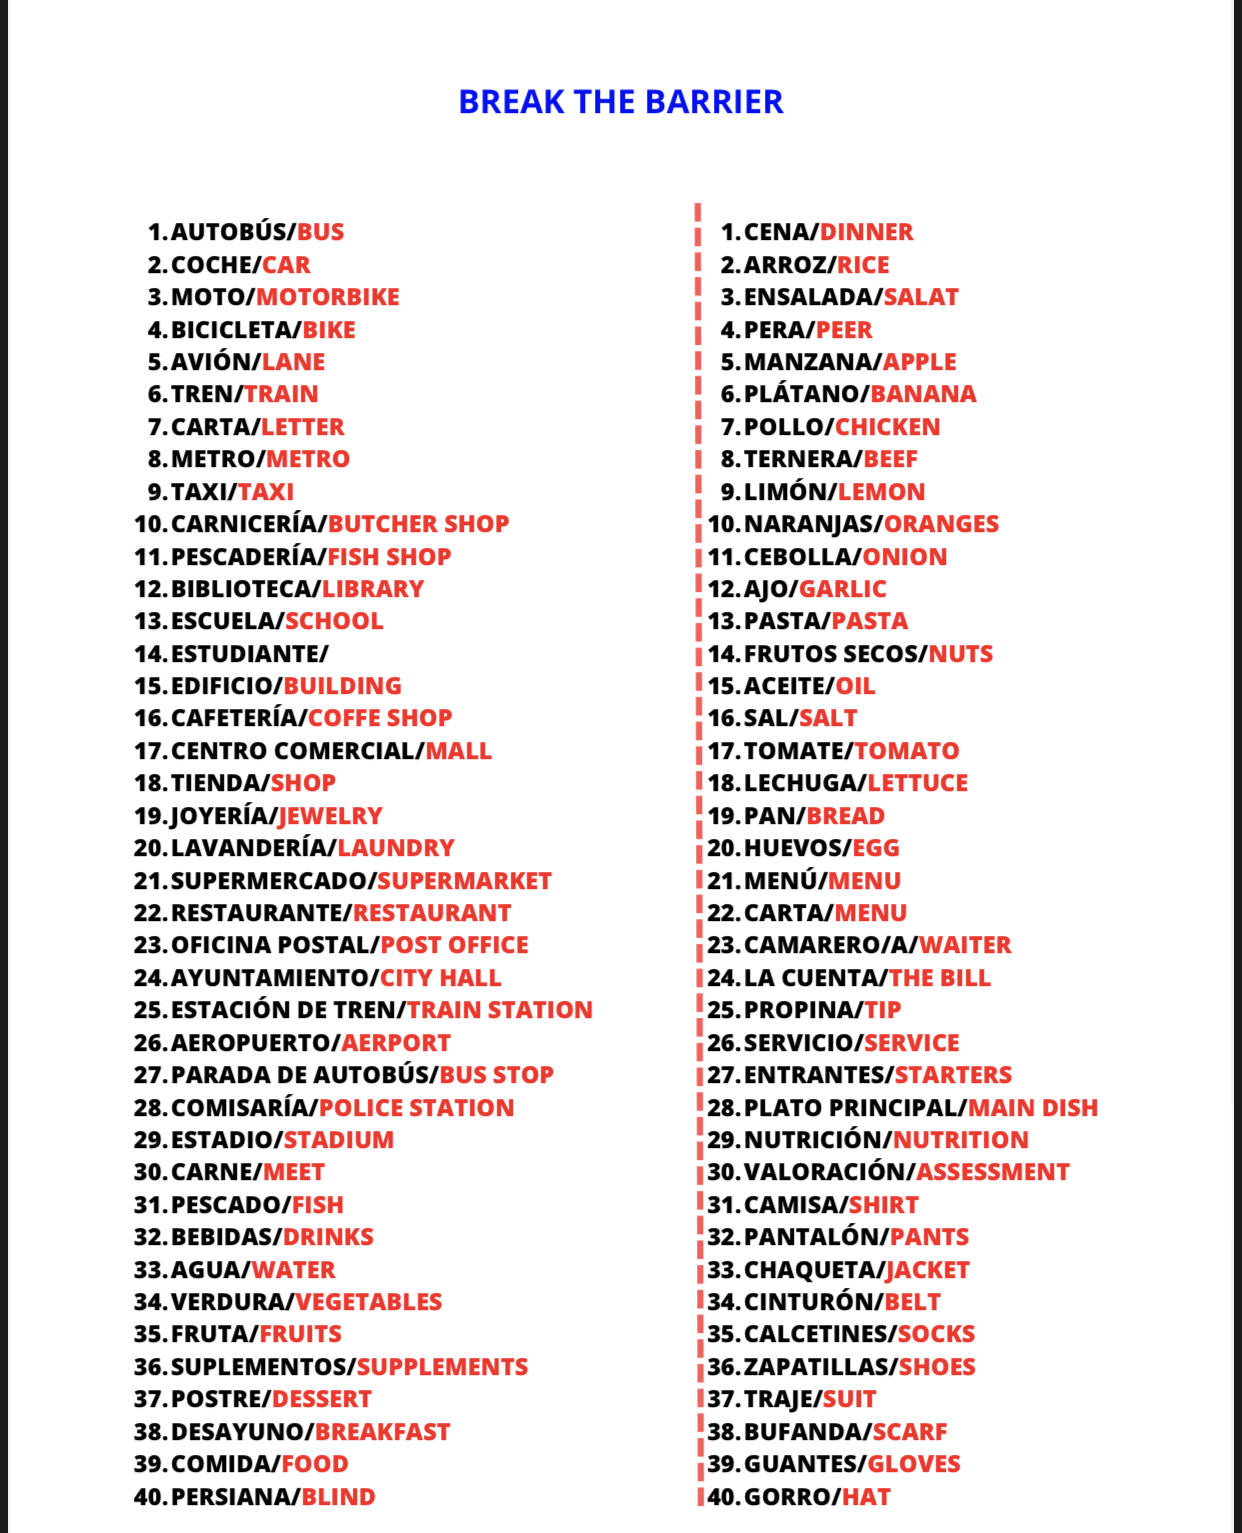 BREAK THE BARRIER
1. AUTOBÚS/BUS
2. COCHE/CAR
3. MOTO/MOTORBIKE
4. BICICLETA/BIKE
5. AVIÓN/LANE
6. TREN/TRAIN
7. CARTA/LETTER
8. METRO/METRO
9. TAXI/TAXI
10. CARNICERÍA/BUTCHER SHOP
11. PESCADERÍA/FISH SHOP
12. BIBLIOTECA/LIBRARY
13. ESCUELA/SCHOOL
14. ESTUDIANTE/
15. EDIFICIO/BUILDING
16. CAFETERÍA/COFFE SHOP
17. CENTRO COMERCIAL/MALL
18. TIENDA/SHOP
19. JOYERÍA/JEWELRY
20. LAVANDERÍA/LAUNDRY
21. SUPERMERCADO/SUPERMARKET
22. RESTAURANTE/RESTAURANT
23. OFICINA POSTAL/POST OFFICE
24. AYUNTAMIENTO/CITY HALL
25. ESTACIÓN DE TREN/TRAIN STATION
26. AEROPUERTO/AERPORT
27. PARADA DE AUTOBÚS/BUS STOP
28. COMISARÍA/POLICE STATION
29. ESTADIO/STADIUM
30. CARNE/MEET
31. PESCADO/FISH
32. BEBIDAS/DRINKS
33. AGUA/WATER
34. VERDURA/VEGETABLES
35. FRUTA/FRUITS
36. SUPLEMENTOS/SUPPLEMENTS
37. POSTRE/DESSERT
38. DESAYUNO/BREAKFAST
39. COMIDA/FOOD
40. PERSIANA/BLIND
1. CENA/DINNER
2. ARROZ/RICE
3. ENSALADA/SALAT
4. PERA/PEER
5. MANZANA/APPLE
6. PLÁTANO/BANANA
7. POLLO/CHICKEN
8. TERNERA/BEEF
9. LIMÓN/LEMON
10. NARANJAS/ORANGES
11. CEBOLLA/ONION
12. AJO/GARLIC
13. PASTA/PASTA
14. FRUTOS SECOS/NUTS
15. ACEITE/OIL
16. SAL/SALT
17. TOMATE/TOMATO
18. LECHUGA/LETTUCE
19. PAN/BREAD
20. HUEVOS/EGG
21. MENÚ/MENU
22. CARTA/MENU
23. CAMARERO/A/WAITER
24. LA CUENTA/THE BILL
25. PROPINA/TIP
26. SERVICIO/SERVICE
27. ENTRANTES/STARTERS
28. PLATO PRINCIPAL/MAIN DISH
29. NUTRICIÓN/NUTRITION
30. VALORACIÓN/ASSESSMENT
31. CAMISA/SHIRT
32. PANTALÓN/PANTS
33. CHAQUETA/JACKET
34. CINTURÓN/BELT
35. CALCETINES/SOCKS
36. ZAPATILLAS/SHOES
37. TRAJE/SUIT
38. BUFANDA/SCARF
39. GUANTES/GLOVES
40. GORRO/HAT